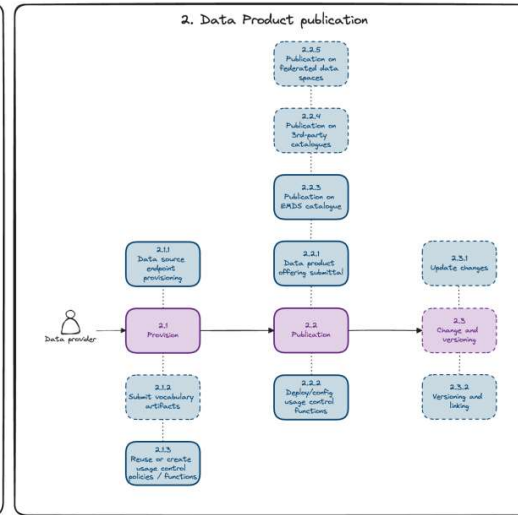 2. Data Product publication
2.2.5
Publication on
federated data
spaces
2.2.4
Publication on
3rd-party
catalogues
2.2.3
Publication on
EMDS catalogue
2.1.1
Data source
endpoint
provisioning
2.2.1
Data product
offering submittal
2.3.1
Update changes
Data provider
2.1
Provision
2.2
Publication
2.3
Change and
versioning
2.1.2
Submit vocabulary
artifacts
2.2.2
Deploy/config
usage control
functions
2.3.2
Versioning and
linking
2.1.3
Reuse or create
usage control
policies / functions